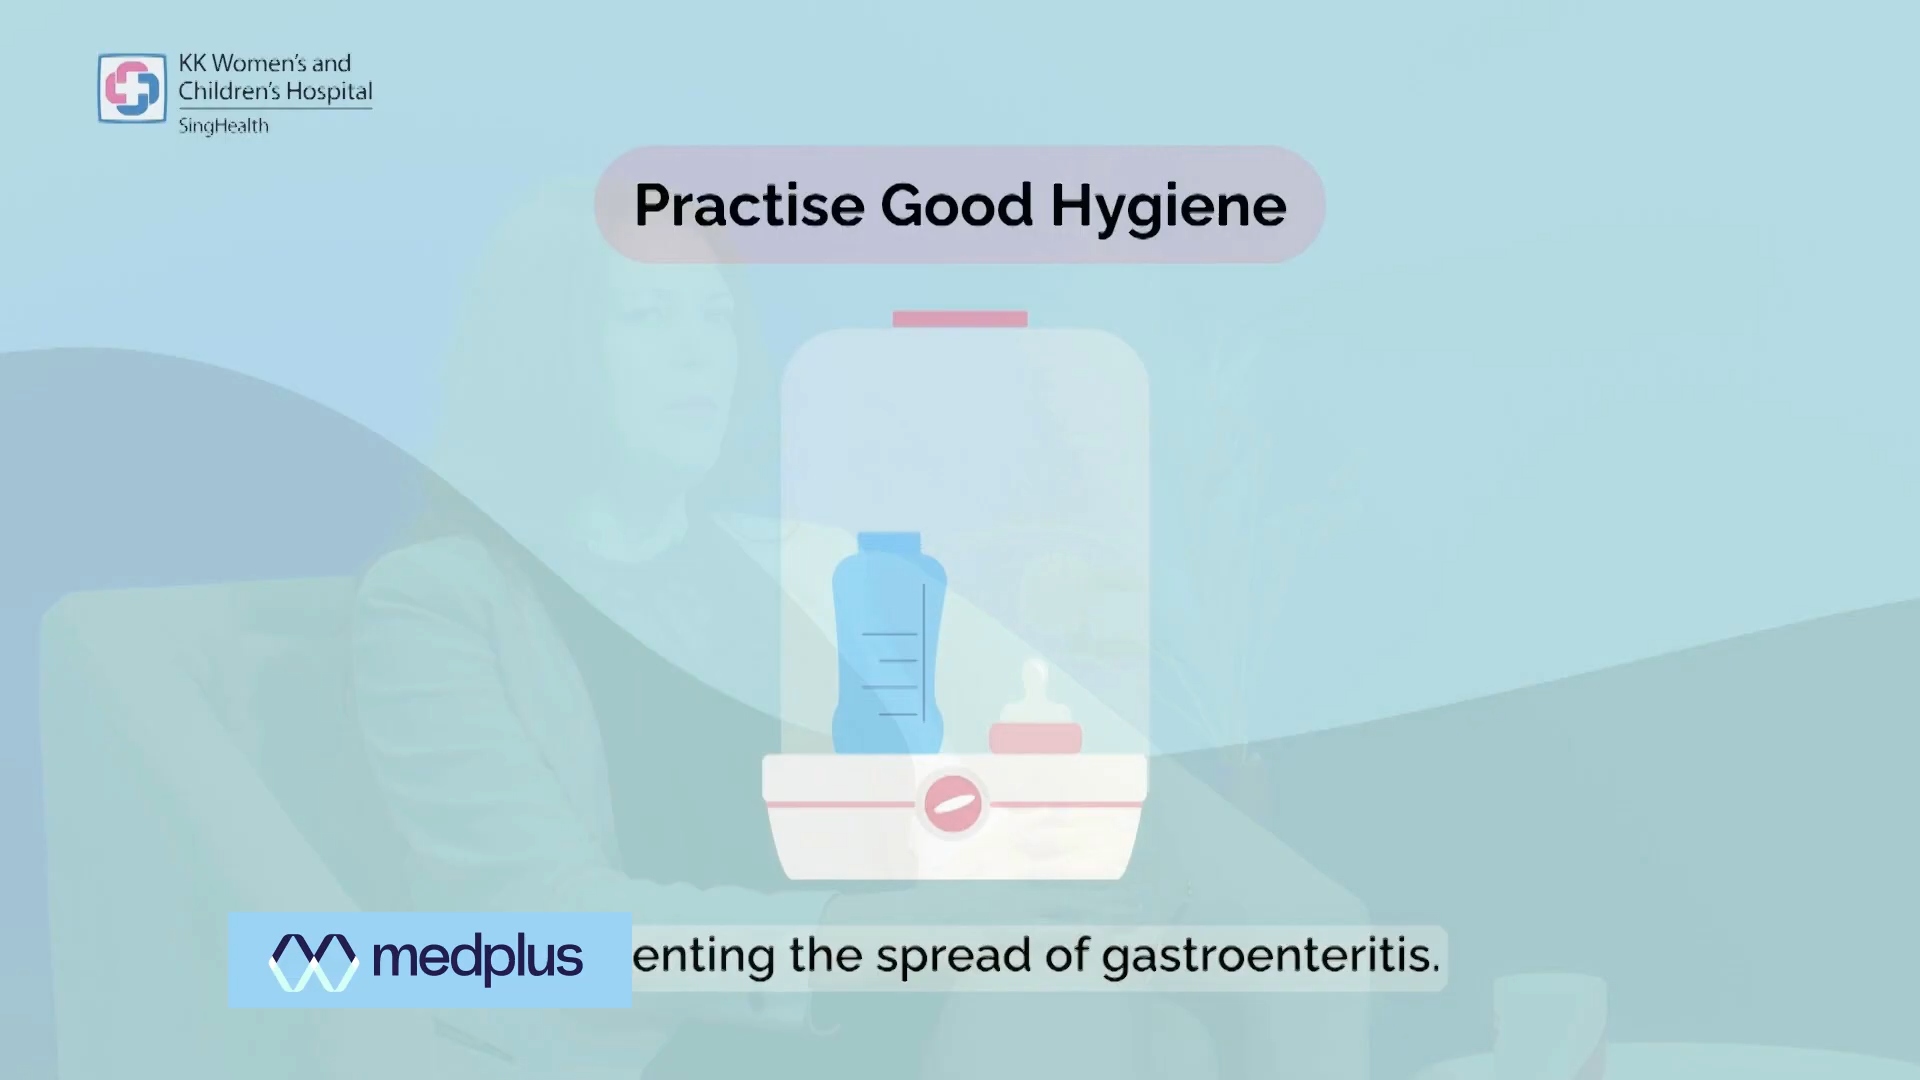 KK Women's and
Children's Hospital
SingHealth
Practise Good Hygiene
medplus
enting the spread of gastroenteritis.